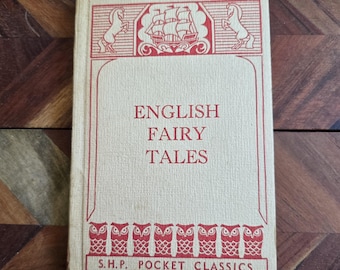 ENGLISH
FAIRY
TALES
S.H.P. POCKET CLASSICS